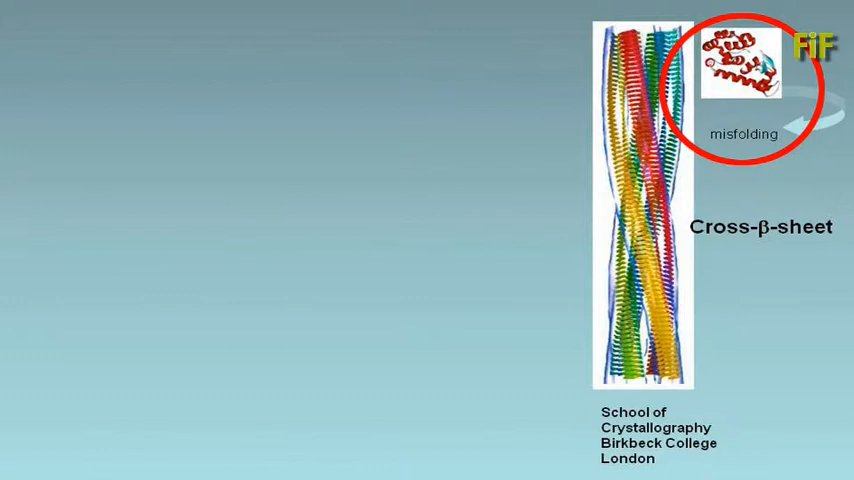 FiF
misfolding
Cross-β-sheet
School of
Crystallography
Birkbeck College
London